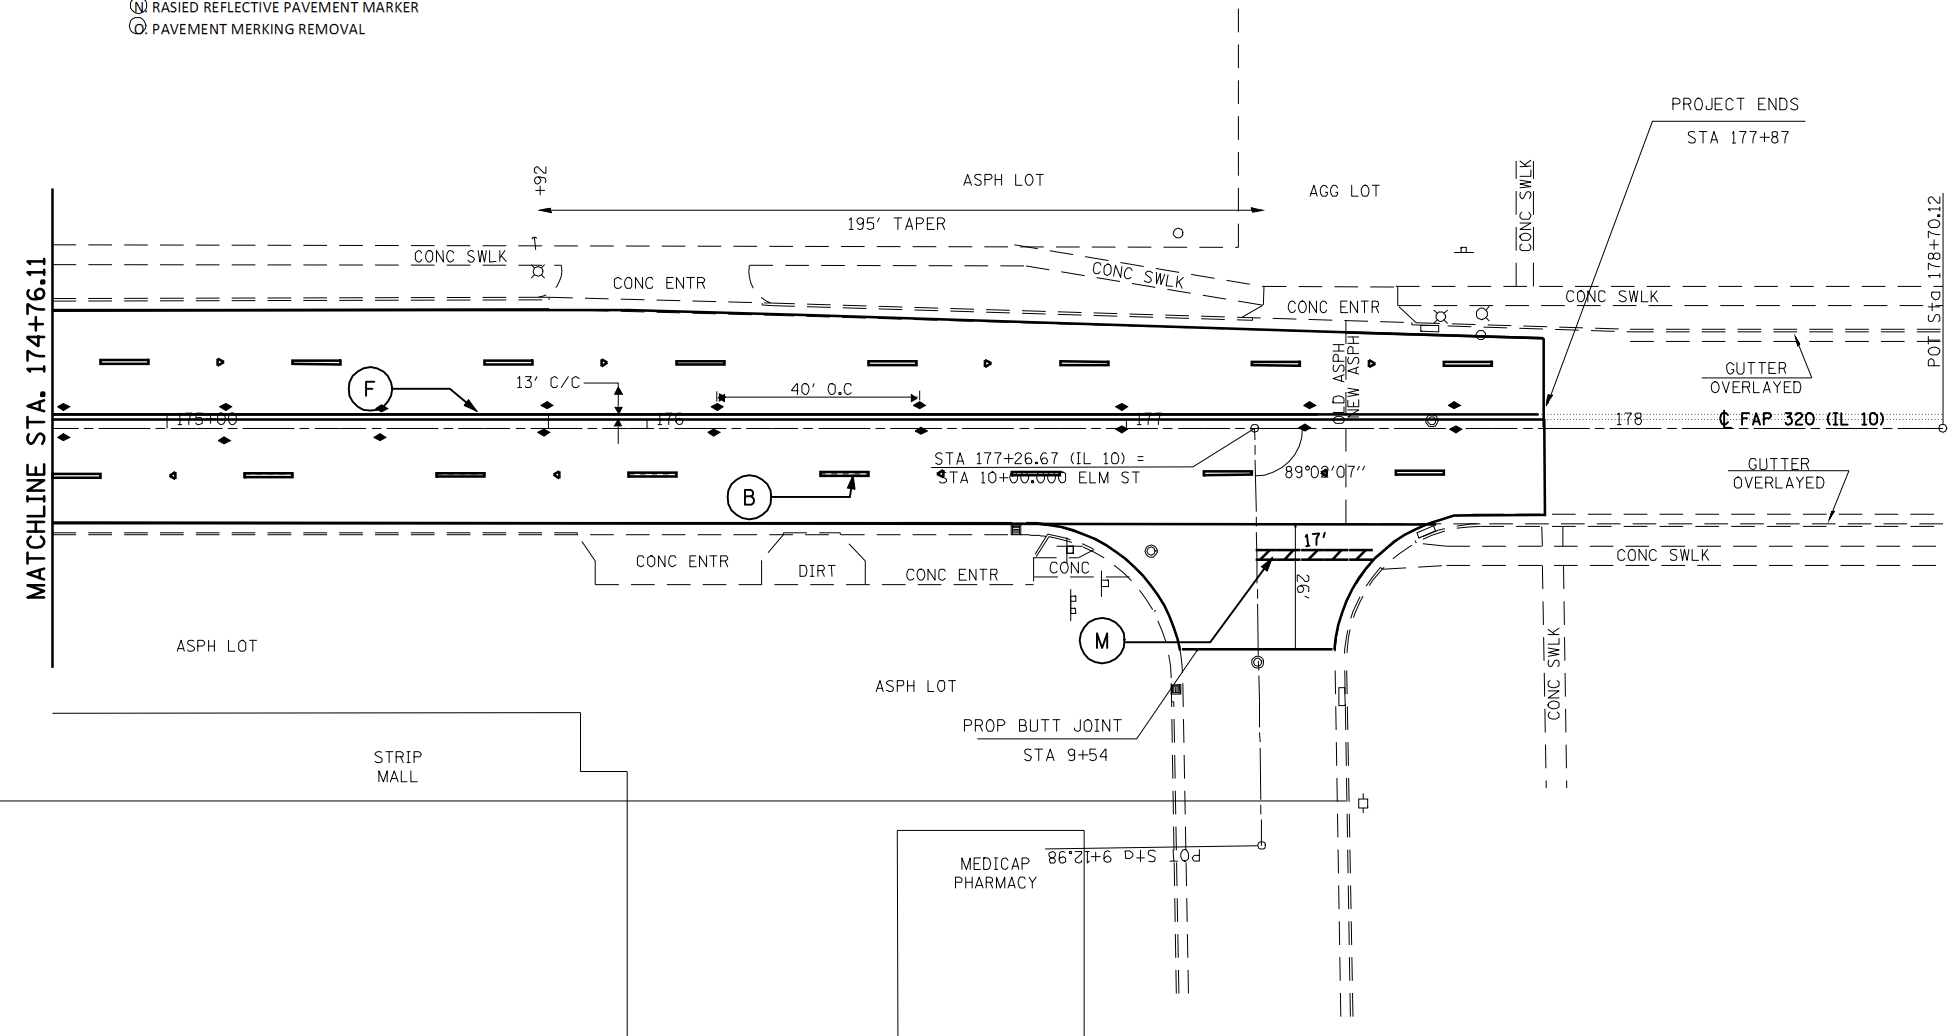 N. RASIED REFLECTIVE PAVEMENT MARKER
O. PAVEMENT MERKING REMOVAL
PROJECT ENDS
STA 177+87
+92
ASPH LOT
AGG LOT
195' TAPER
CONC SWLK
CONC SWLK
CONC ENTR
CONC SWLK
CONC ENTR
CONC SWLK
POT Sta 178+70.12
MATCHLINE STA. 174+76.11
F
13' C/C
40' O.C
OLD ASPH
NEW ASPH
GUTTER
OVERLAYED
175+00
176
177
178
℄ FAP 320 (IL 10)
STA 177+26.67 (IL 10) =
STA 10+00.000 ELM ST
89°02'07''
GUTTER
OVERLAYED
B
17'
26'
CONC ENTR
DIRT
CONC ENTR
CONC
CONC SWLK
M
ASPH LOT
ASPH LOT
CONC SWLK
PROP BUTT JOINT
STA 9+54
STRIP
MALL
POT Sta 9+12.98
MEDICAP
PHARMACY